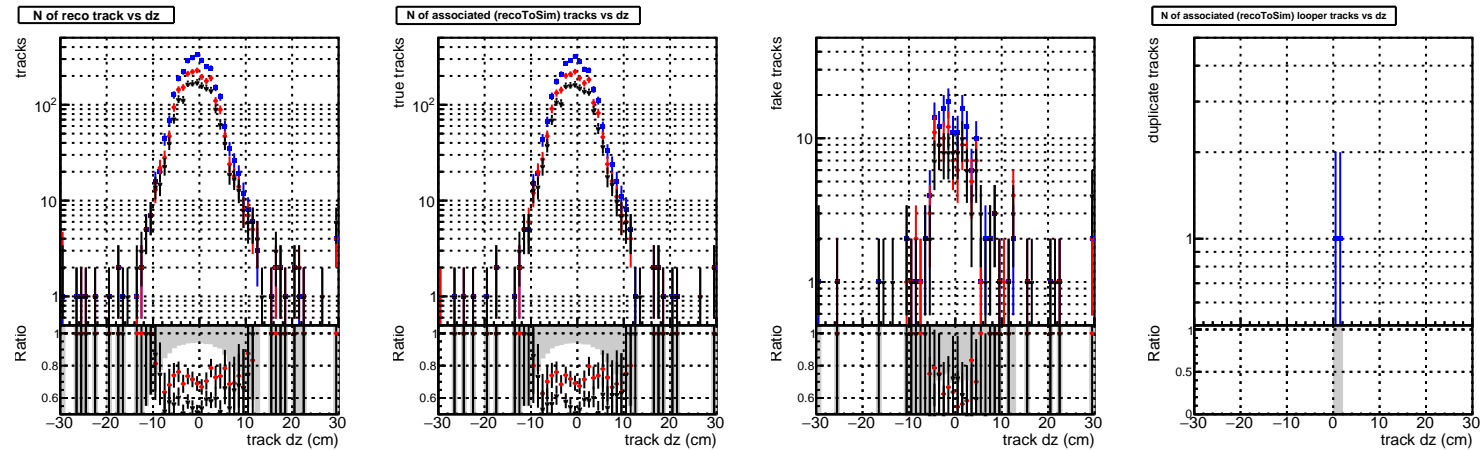 N of reco track vs dz
tracks
10²
10
1
Ratio
1
0.8
0.6
−30 −20 −10 0 10 20 30
track dz (cm)
N of associated (recoToSim) tracks vs dz
true tracks
10²
10
1
Ratio
1
0.8
0.6
−30 −20 −10 0 10 20 30
track dz (cm)
fake tracks
10
1
Ratio
1
0.8
0.6
−30 −20 −10 0 10 20 30
track dz (cm)
N of associated (recoToSim) looper tracks vs dz
duplicate tracks
1
Ratio
1
0.5
0
−30 −20 −10 0 10 20 30
track dz (cm)